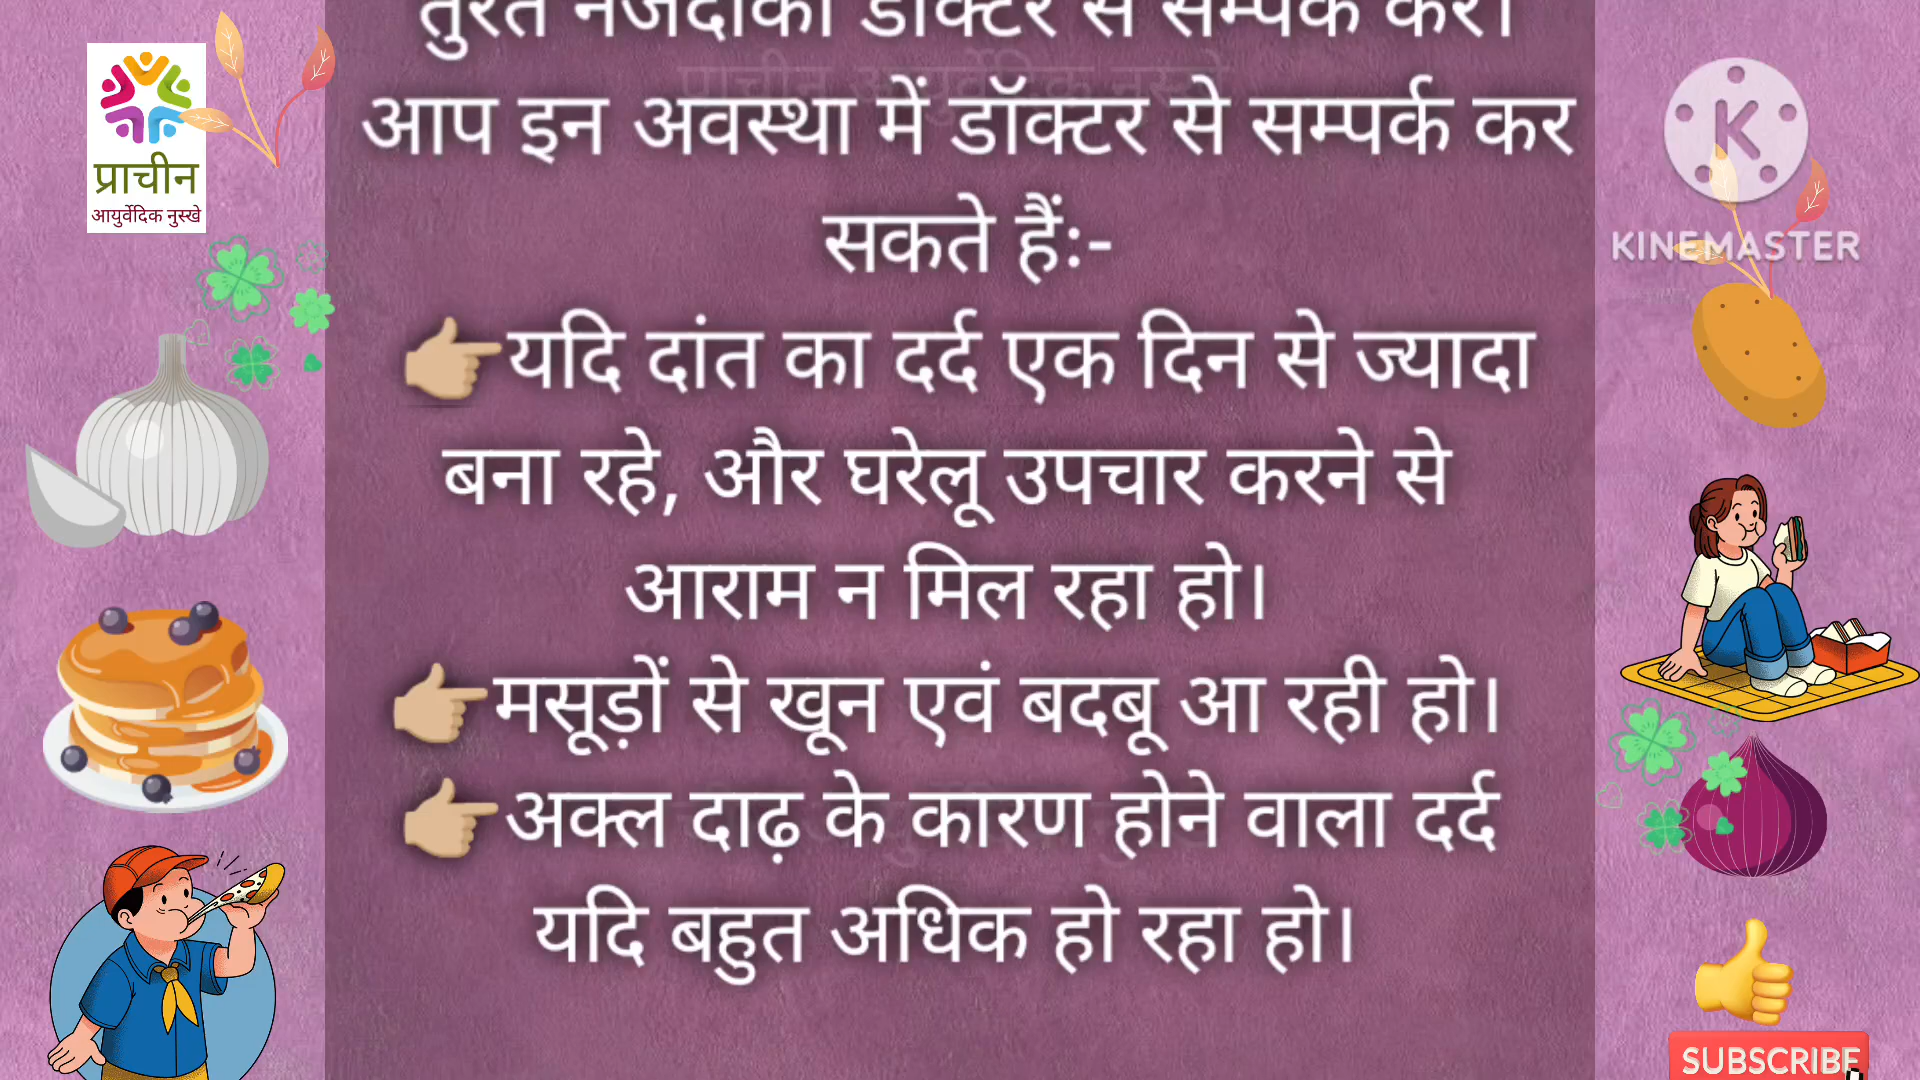 तुरंत नजदीकी डॉक्टर से सम्पर्क करें।
आप इन अवस्था में डॉक्टर से सम्पर्क कर
सकते हैंः-
👉🏼यदि दांत का दर्द एक दिन से ज्यादा
बना रहे, और घरेलू उपचार करने से
आराम न मिल रहा हो।
👉🏼मसूड़ों से खून एवं बदबू आ रही हो।
👉🏼अक्ल दाढ़ के कारण होने वाला दर्द
यदि बहुत अधिक हो रहा हो।
प्राचीन
आयुर्वेदिक नुस्खे
K
KINEMASTER
SUBSCRIBE
प्राचीन आयुर्वेदिक नुस्खे